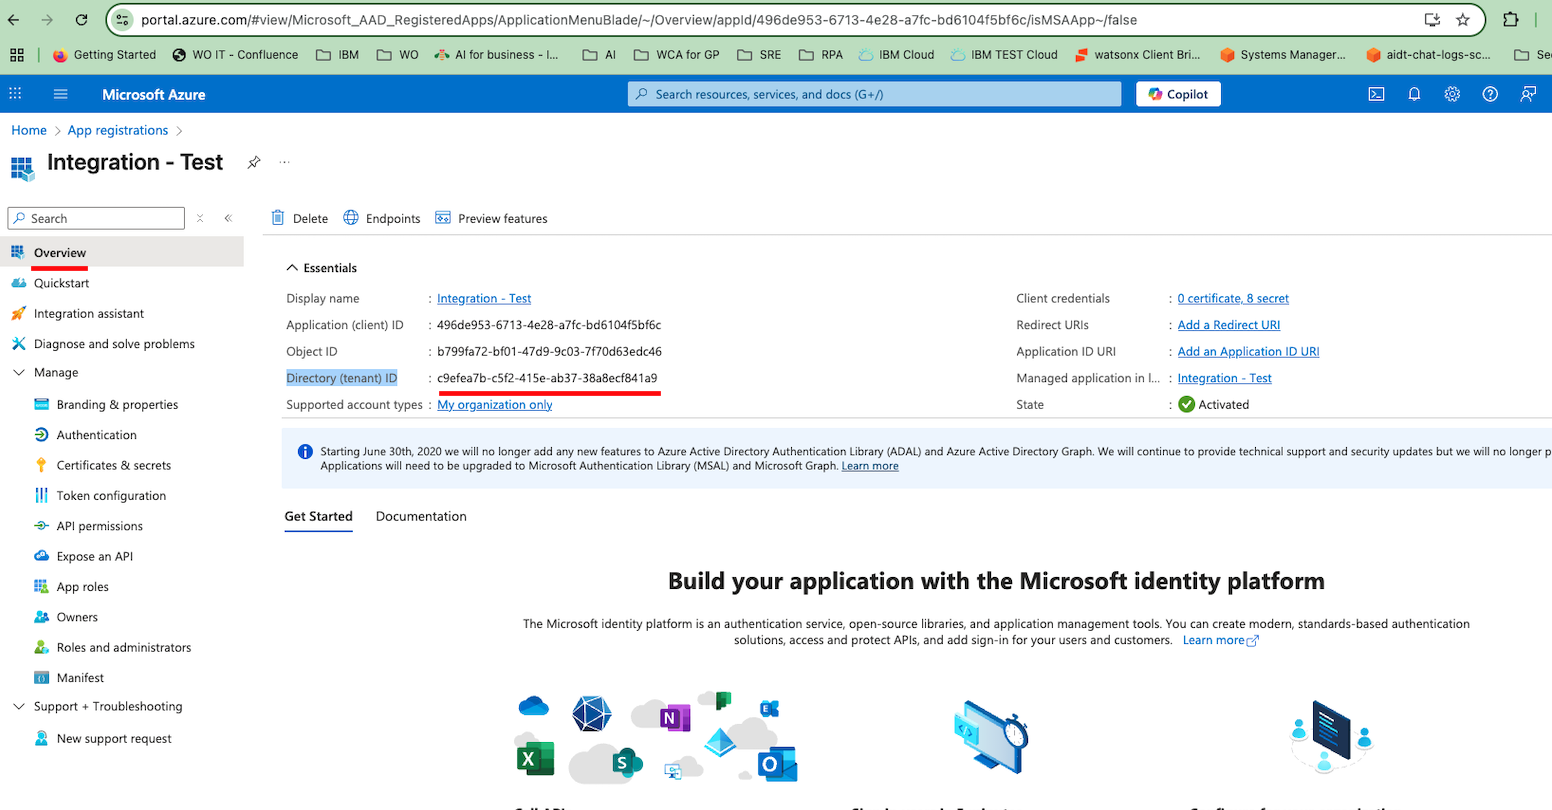 portal.azure.com/#view/Microsoft_AAD_RegisteredApps/ApplicationMenuBlade/~/Overview/appId/496de953-6713-4e28-a7fc-bd6104f5bf6c/isMSAApp~/false
Getting Started WO IT - Confluence IBM WO AI for business - I... AI WCA for GP SRE RPA IBM Cloud IBM TEST Cloud watsonx Client Bri... Systems Manager... aidt-chat-logs-sc...
Microsoft Azure
Search resources, services, and docs (G+/)
Copilot
Home > App registrations >
Integration - Test
...
Search
Delete Endpoints Preview features
Overview
Quickstart
Integration assistant
Diagnose and solve problems
Manage
Branding & properties
Authentication
Certificates & secrets
Token configuration
API permissions
Expose an API
App roles
Owners
Roles and administrators
Manifest
Support + Troubleshooting
New support request
Essentials
Display name : Integration - Test
Application (client) ID : 496de953-6713-4e28-a7fc-bd6104f5bf6c
Object ID : b799fa72-bf01-47d9-9c03-7f70d63edc46
Directory (tenant) ID : c9efea7b-c5f2-415e-ab37-38a8ecf841a9
Supported account types : My organization only
Client credentials : 0 certificate, 8 secret
Redirect URIs : Add a Redirect URI
Application ID URI : Add an Application ID URI
Managed application in l... : Integration - Test
State : Activated
Starting June 30th, 2020 we will no longer add any new features to Azure Active Directory Authentication Library (ADAL) and Azure Active Directory Graph. We will continue to provide technical support and security updates but we will no longer p
Applications will need to be upgraded to Microsoft Authentication Library (MSAL) and Microsoft Graph. Learn more
Get Started Documentation
Build your application with the Microsoft identity platform
The Microsoft identity platform is an authentication service, open-source libraries, and application management tools. You can create modern, standards-based authentication
solutions, access and protect APIs, and add sign-in for your users and customers. Learn more